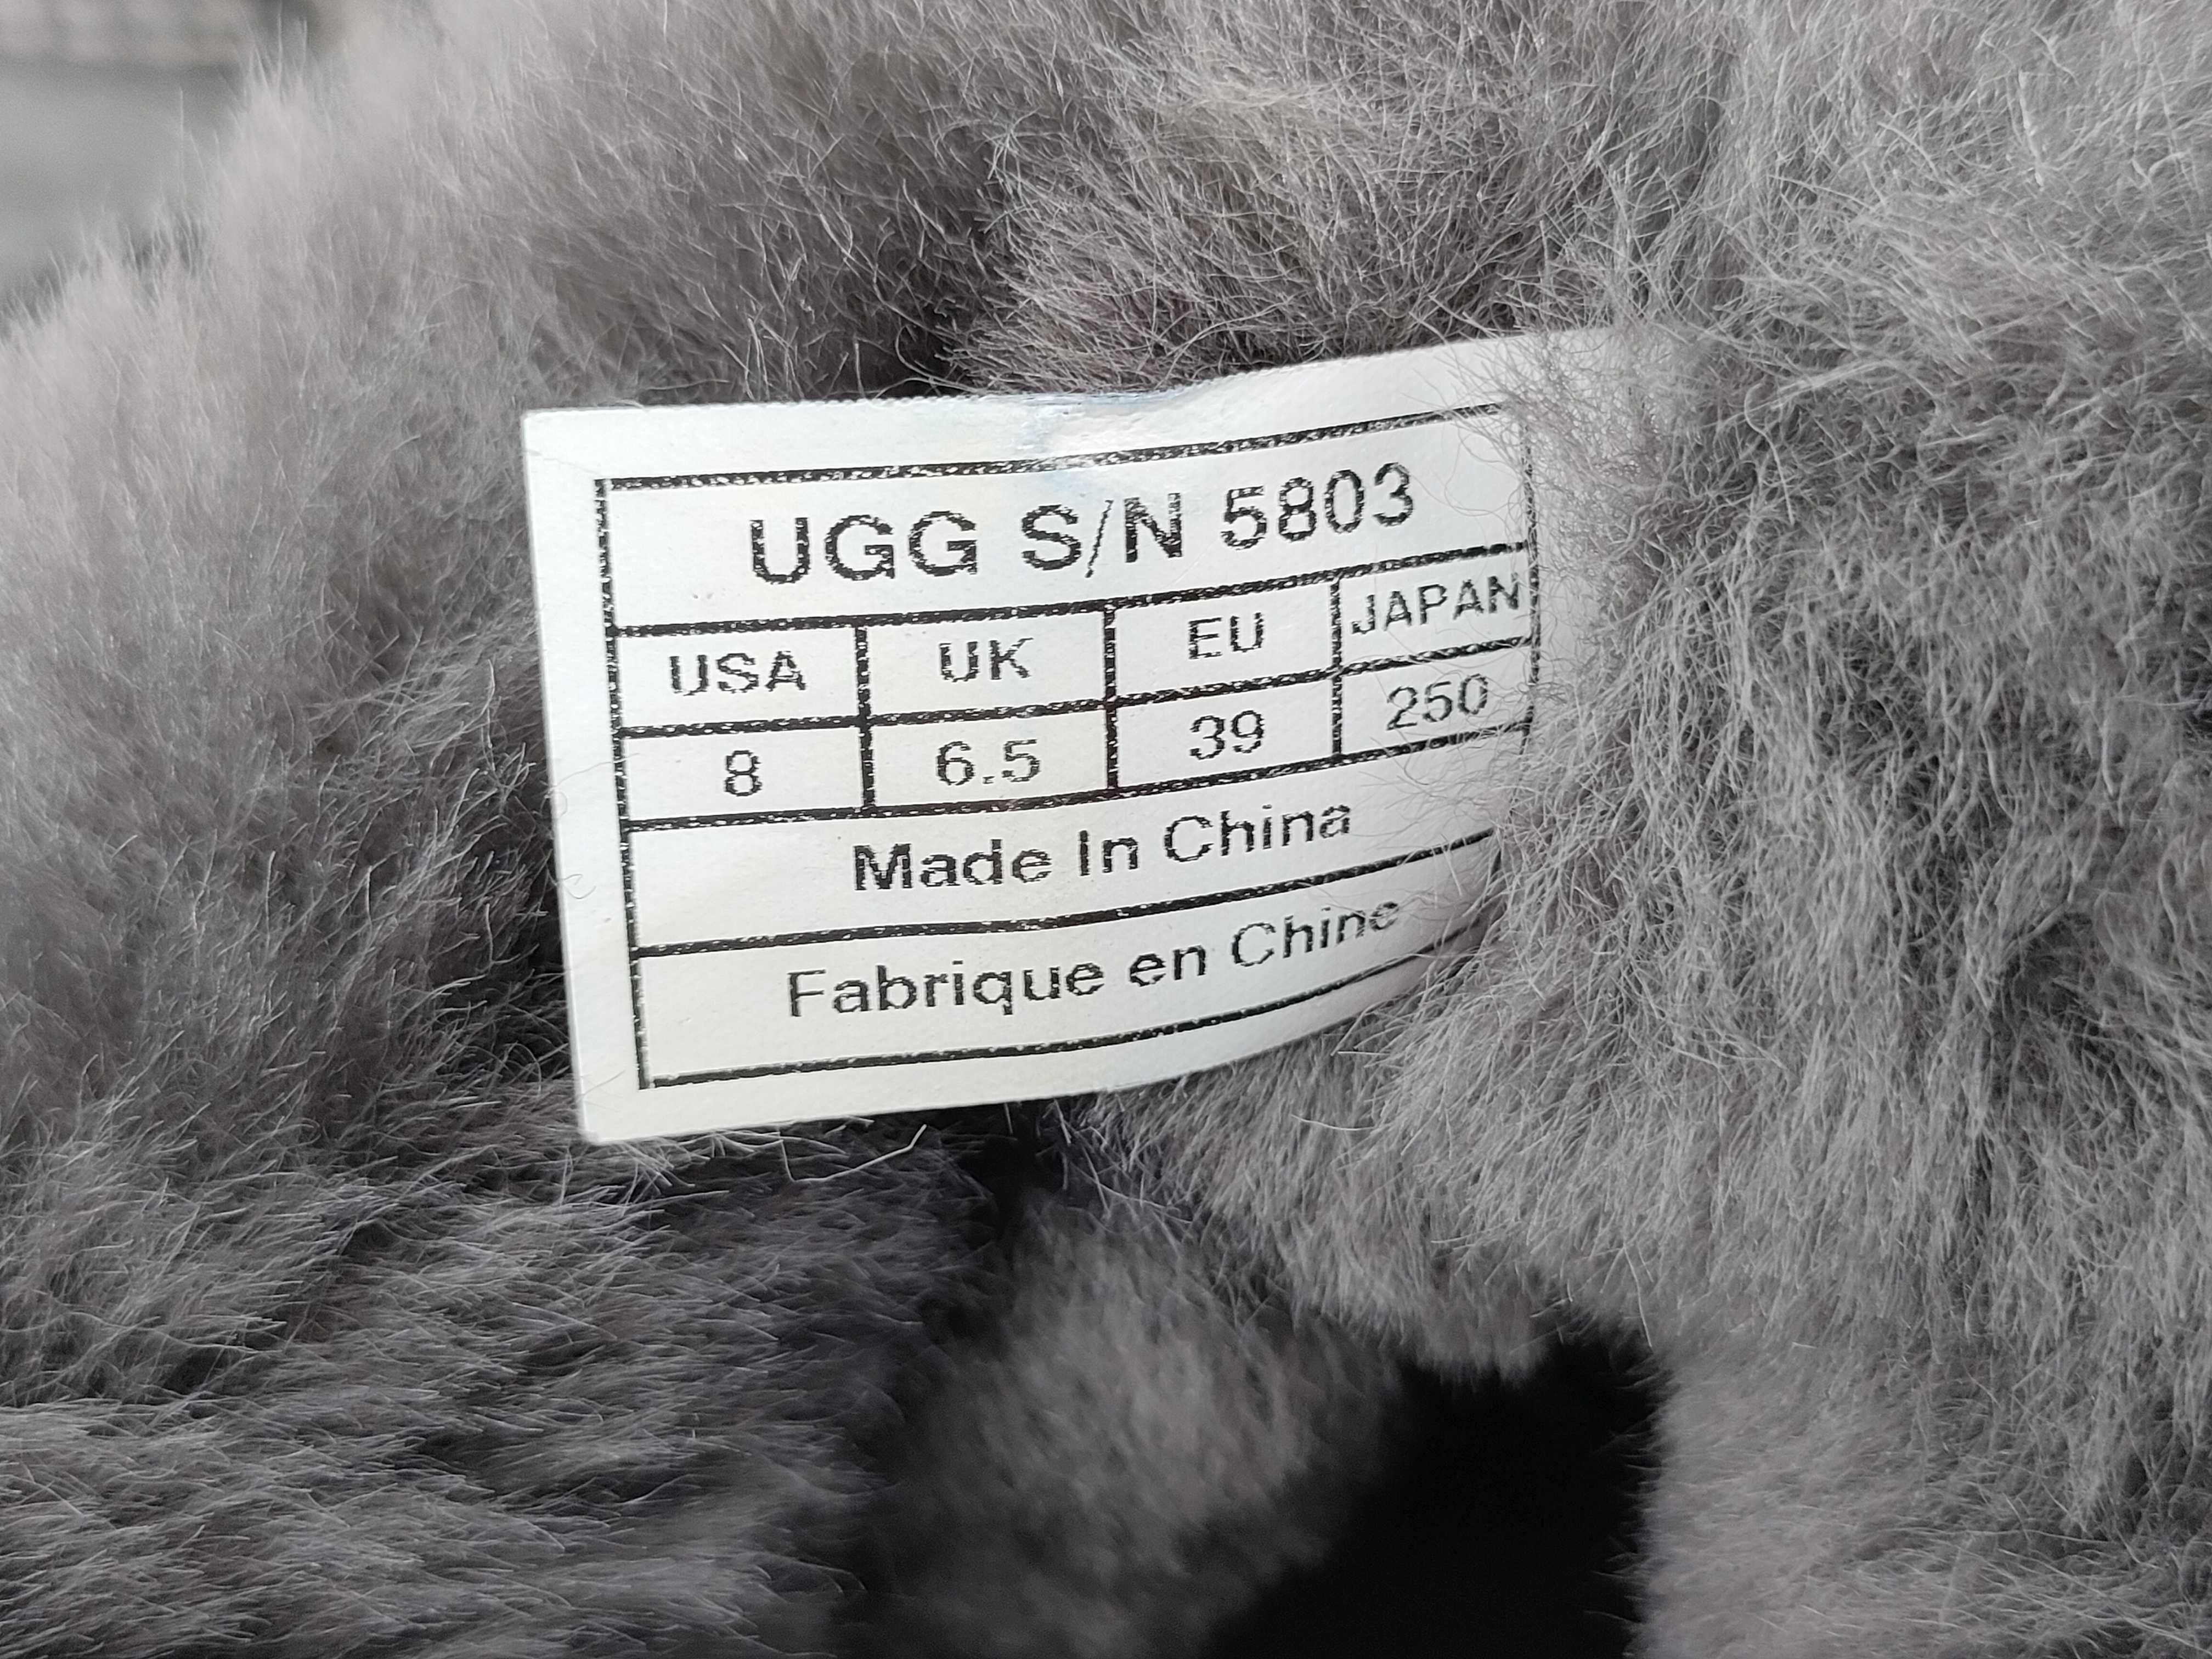 UGG S/N 5803
USA UK EU JAPAN
8 6.5 39 250
Made In China
Fabrique en Chine